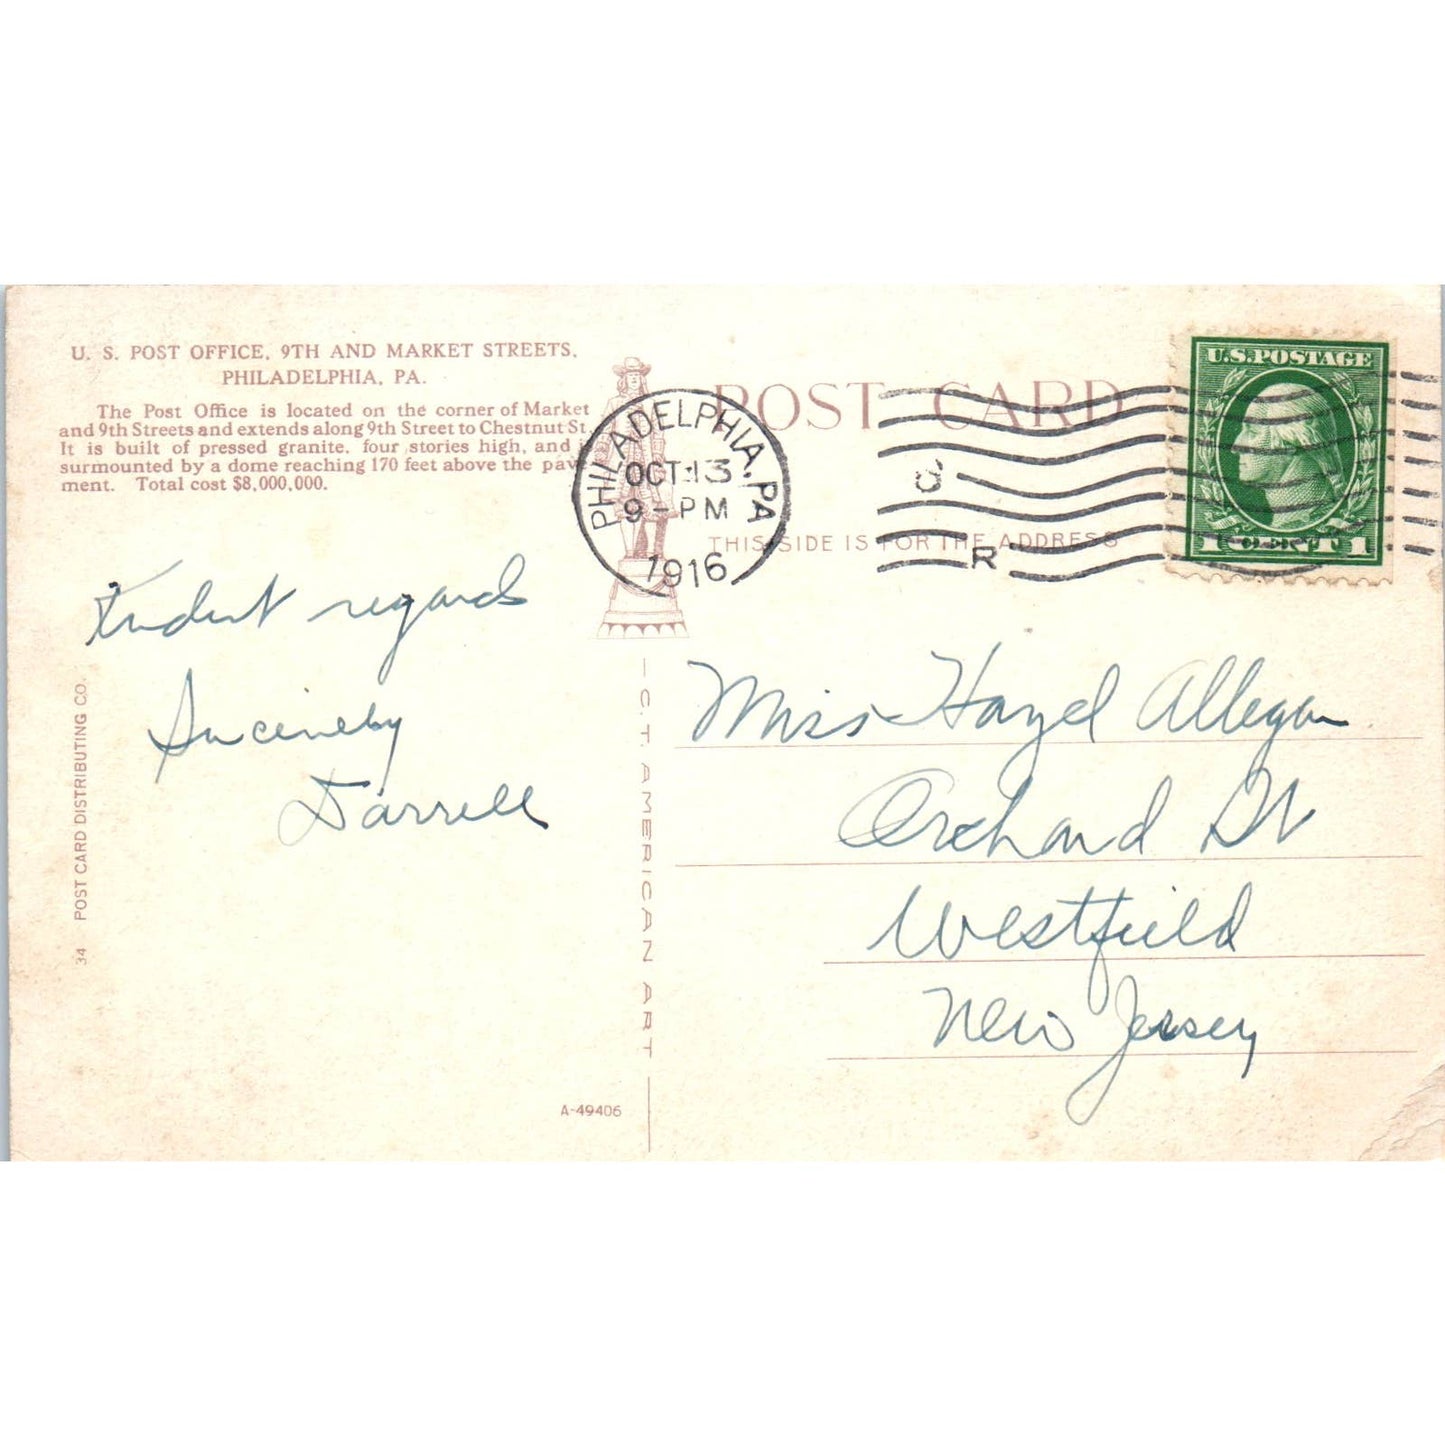 U. S. POST OFFICE, 9TH AND MARKET STREETS,
PHILADELPHIA, PA.
The Post Office is located on the corner of Market
and 9th Streets and extends along 9th Street to Chestnut St.
It is built of pressed granite, four stories high, and i
surmounted by a dome reaching 170 feet above the pave
ment. Total cost $8,000,000.
POST CARD
THIS SIDE IS FOR THE ADDRESS
PHILADELPHIA, PA
OCT 13
9 - PM
1916
R
U.S. POSTAGE
1 CENT 1
Kindest regards
Sincerely
Darrell
Miss Hazel Allegan
Orchard St
Westfield
New Jersey
34 POST CARD DISTRIBUTING CO.
C. T. AMERICAN ART
A-49406